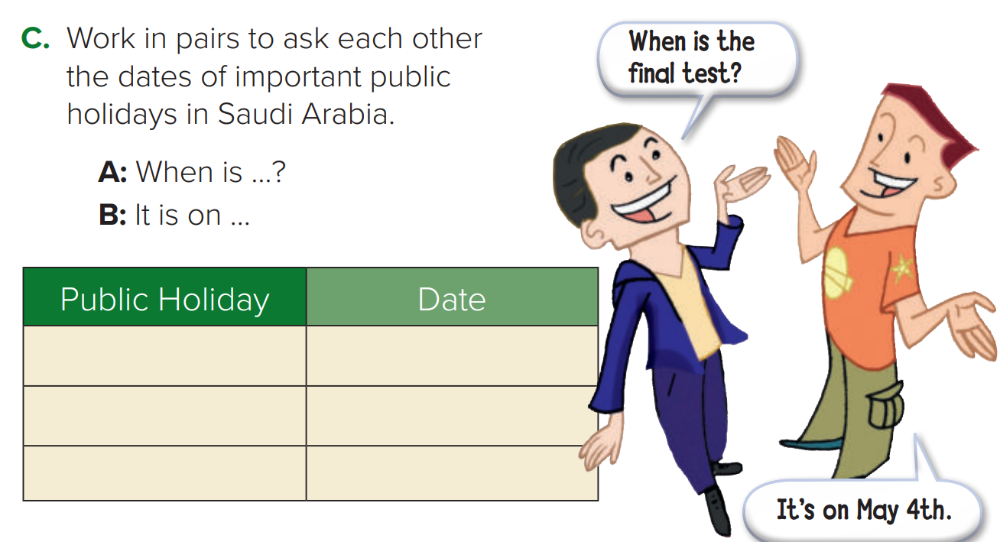 C. Work in pairs to ask each other
the dates of important public
holidays in Saudi Arabia.
A: When is ...?
B: It is on ...
Public Holiday Date
When is the
final test?
It's on May 4th.